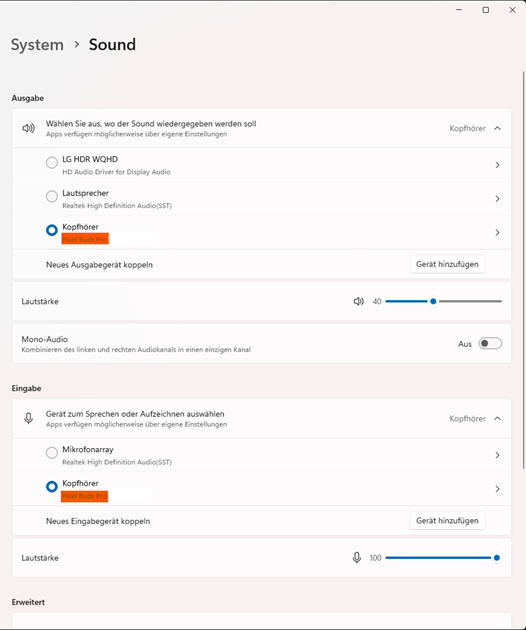 System > Sound
Ausgabe
Wählen Sie aus, wo der Sound wiedergegeben werden soll
Apps verfügen möglicherweise über eigene Einstellungen
Kopfhörer
LG HDR WQHD
HD Audio Driver for Display Audio
Lautsprecher
Realtek High Definition Audio(SST)
Kopfhörer
Pixel Buds Pro
Neues Ausgabegerät koppeln
Gerät hinzufügen
Lautstärke
40
Mono-Audio
Kombinieren des linken und rechten Audiokanals in einen einzigen Kanal
Aus
Eingabe
Gerät zum Sprechen oder Aufzeichnen auswählen
Apps verfügen möglicherweise über eigene Einstellungen
Kopfhörer
Mikrofonarray
Realtek High Definition Audio(SST)
Kopfhörer
Pixel Buds Pro
Neues Eingabegerät koppeln
Gerät hinzufügen
Lautstärke
100
Erweitert